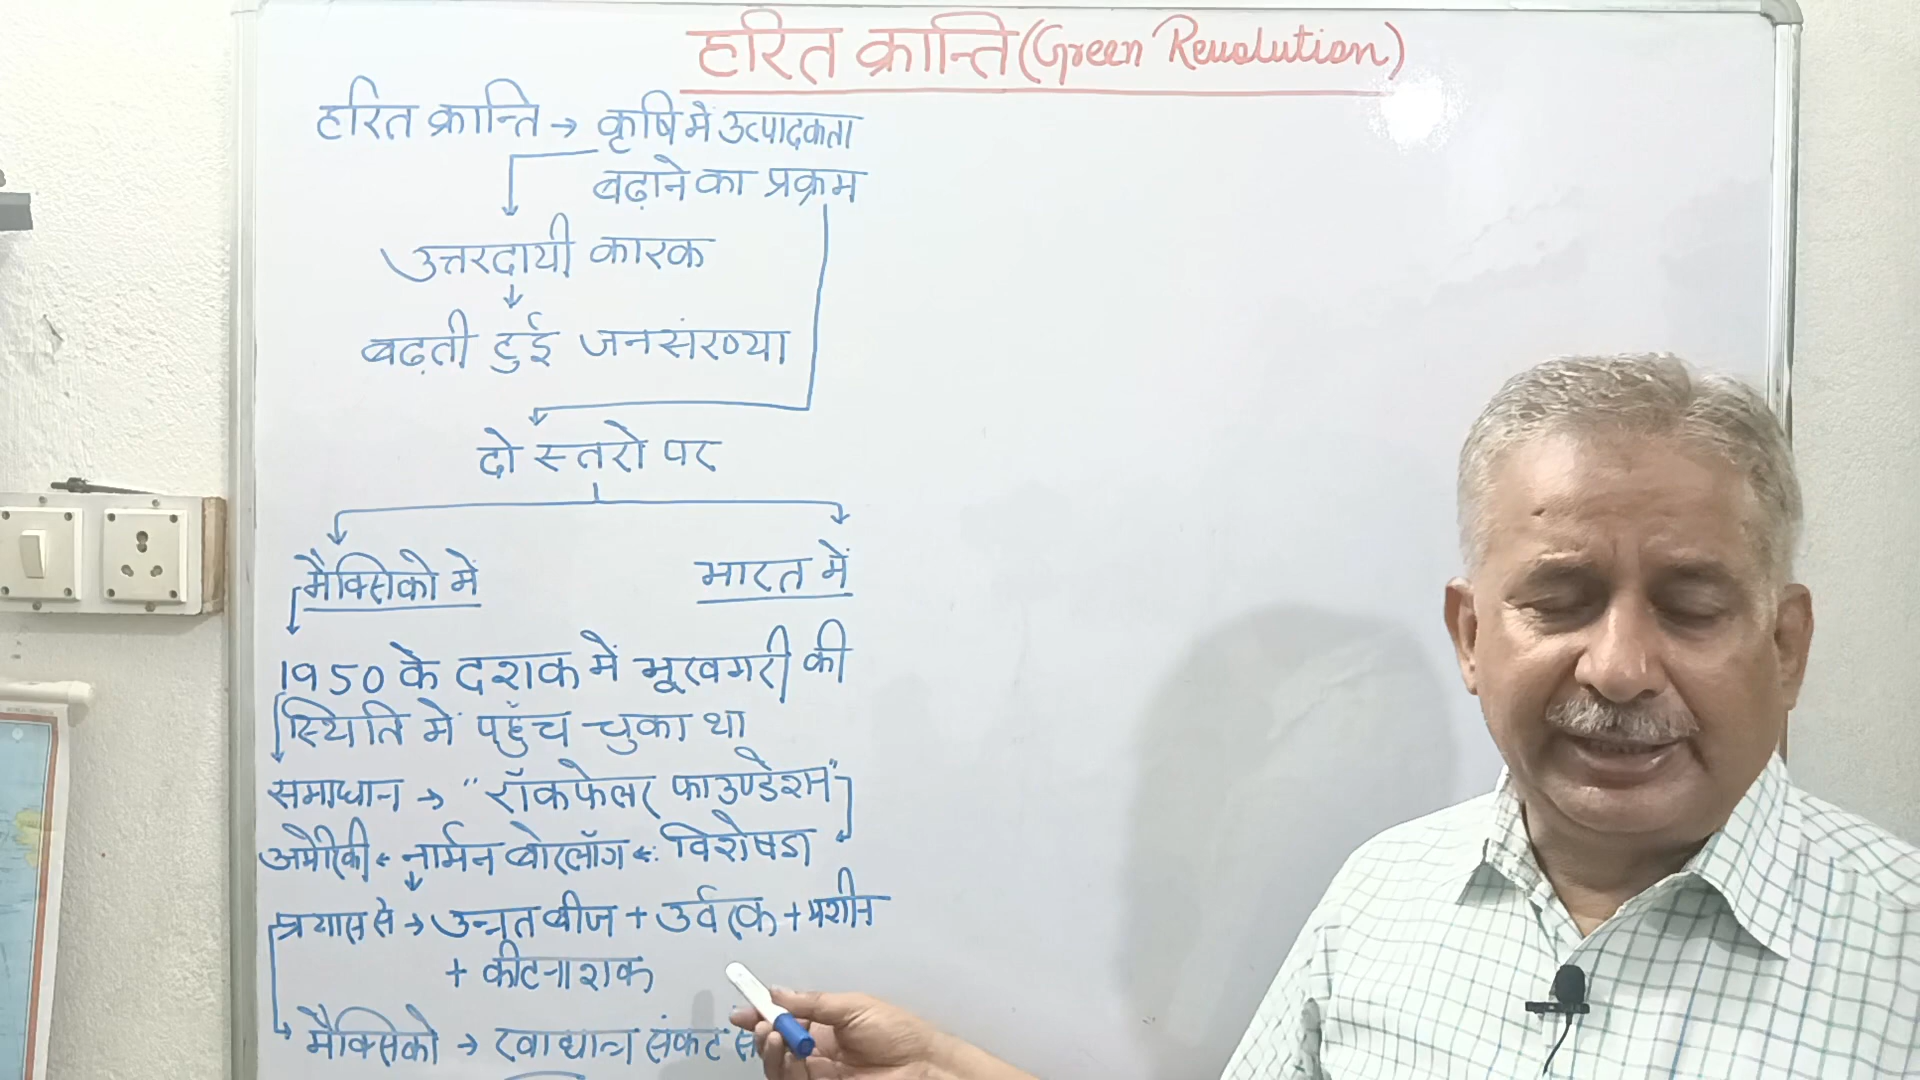 हरित क्रान्ति (Green Revolution)
हरित क्रान्ति → कृषि में उत्पादकता
बढ़ाने का प्रक्रम
उत्तरदायी कारक
बढ़ती हुई जनसंख्या
दो स्तरो पर
मैक्सिको में भारत में
1950 के दशक में भूखमरी की
स्थिति में पहुँच चुका था
समाधान → "रॉकफेलर फाउण्डेशन"
अमेरिकी ← नार्मन बोरलॉग ← विशेषज्ञ
प्रयास से → उन्नत बीज + उर्वरक + मशीन
+ कीटनाशक
मैक्सिको → खाद्यान्न संकट